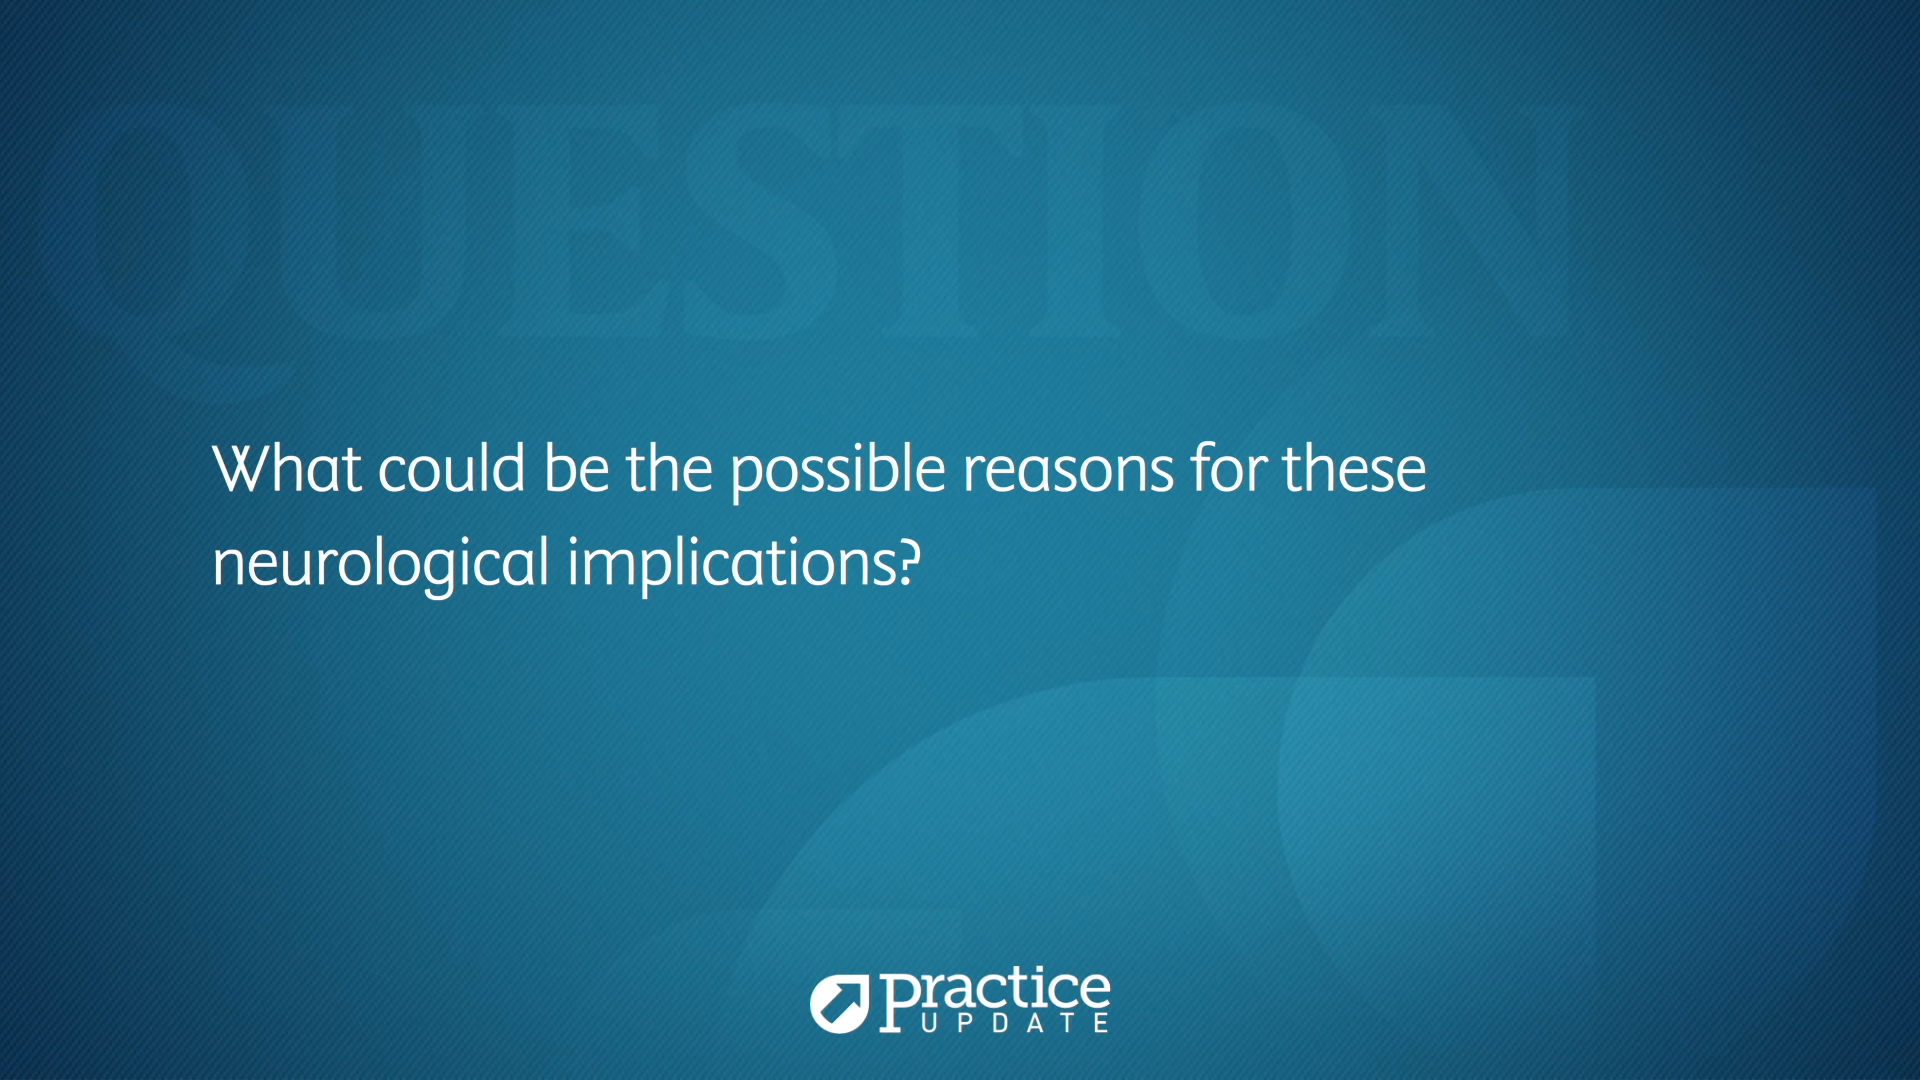 QUESTION
What could be the possible reasons for these
neurological implications?
Practice
UPDATE